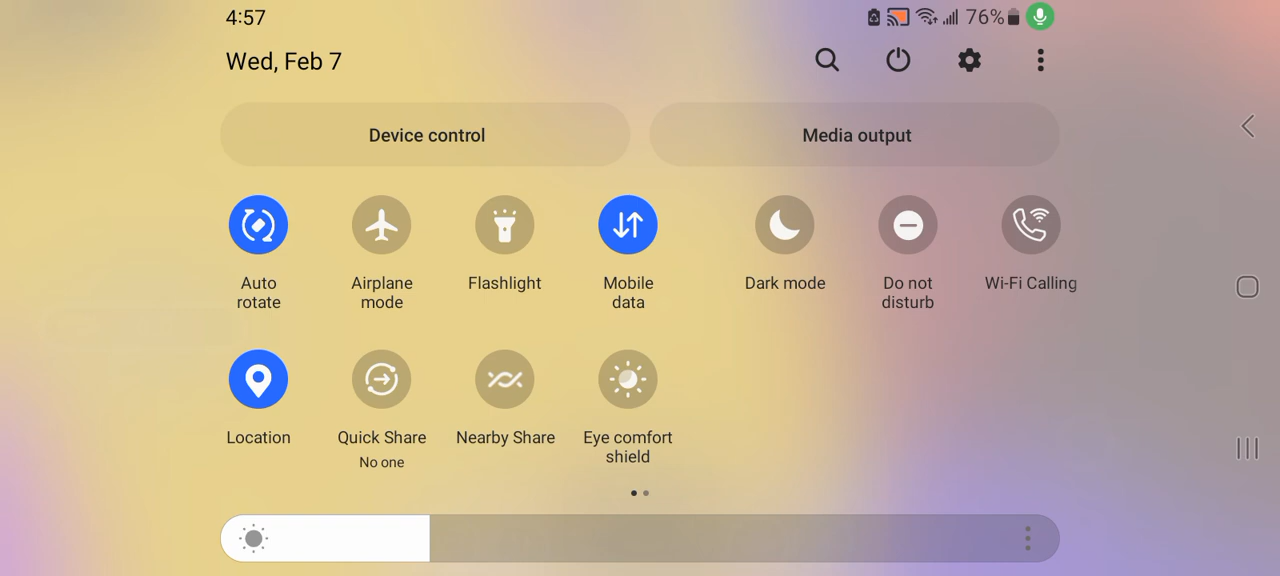 4:57
76%
Wed, Feb 7
Device control
Media output
Auto rotate
Airplane mode
Flashlight
Mobile data
Dark mode
Do not disturb
Wi-Fi Calling
Location
Quick Share
No one
Nearby Share
Eye comfort shield